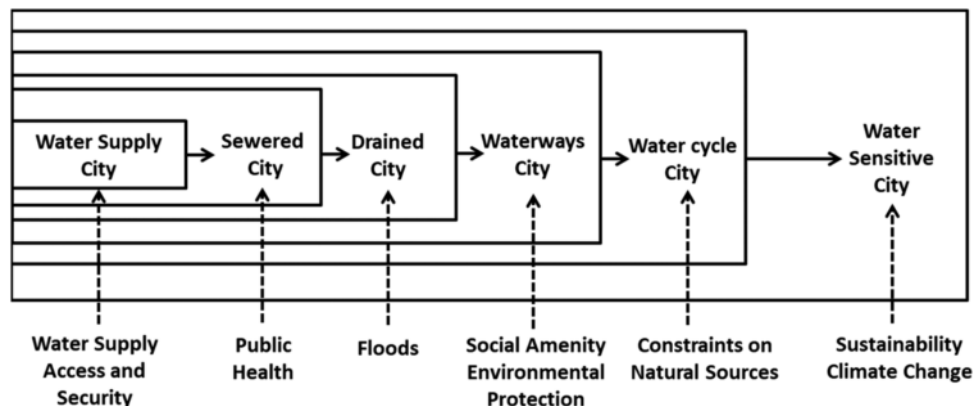 Water Supply
City
Sewered
City
Drained
City
Waterways
City
Water cycle
City
Water
Sensitive
City
Water Supply
Access and
Security
Public
Health
Floods
Social Amenity
Environmental
Protection
Constraints on
Natural Sources
Sustainability
Climate Change